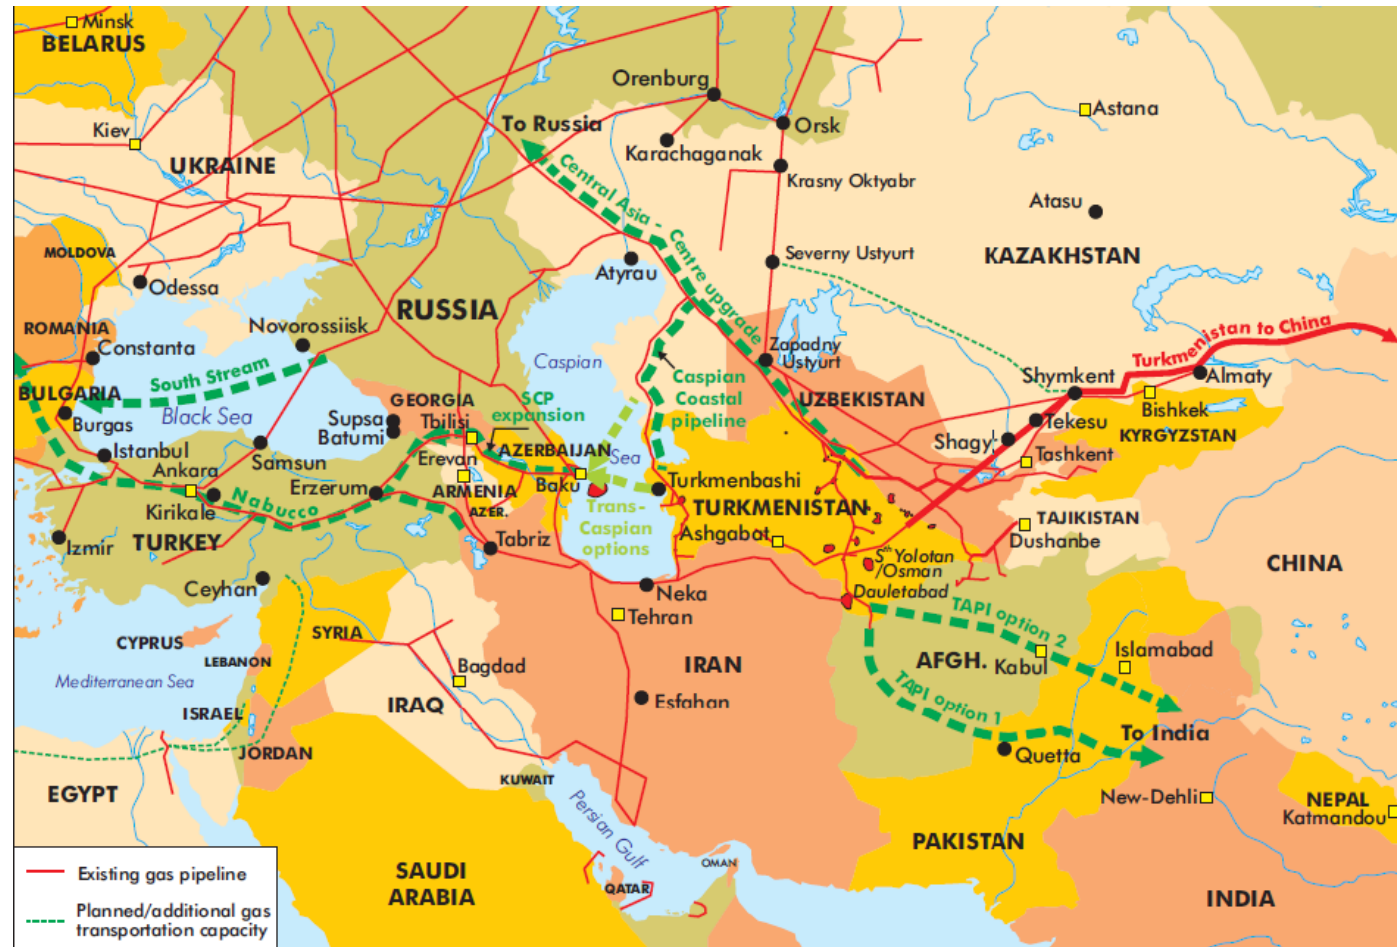 Minsk
BELARUS
Orenburg
To Russia
Orsk
Astana
Kiev
UKRAINE
Karachaganak
Central Asia - Centre upgrade
Krasny Oktyabr
Atasu
MOLDOVA
Odessa
Atyrau
Severny Ustyurt
KAZAKHSTAN
RUSSIA
ROMANIA
Constanta
Novorossiisk
Caspian
Sea
Zapadny
Ustyurt
Turkmenistan to China
South Stream
BULGARIA
Black Sea
Burgas
GEORGIA
Supsa
Batumi
Tbilisi
SCP
expansion
Caspian
Coastal
pipeline
UZBEKISTAN
Shymkent
Almaty
Bishkek
KYRGYZSTAN
Tekesu
Shagyr
Tashkent
Istanbul
Ankara
Samsun
Erevan
AZERBAIJAN
Erzerum
ARMENIA
AZER.
Baku
Turkmenbashi
Nabucco
Kirikale
TURKEY
Trans-
Caspian
options
TURKMENISTAN
Ashgabat
TAJIKISTAN
Dushanbe
Izmir
Tabriz
Sth Yolotan
/Osman
Dauletabad
CHINA
Ceyhan
Neka
Tehran
TAPI option 2
CYPRUS
SYRIA
LEBANON
Mediterranean Sea
Bagdad
IRAN
AFGH.
Kabul
Islamabad
ISRAEL
IRAQ
Esfahan
TAPI option 1
To India
JORDAN
Quetta
EGYPT
KUWAIT
Persian Gulf
New-Dehli
NEPAL
Katmandou
PAKISTAN
SAUDI
ARABIA
OMAN
QATAR
INDIA
Existing gas pipeline
Planned/additional gas
transportation capacity